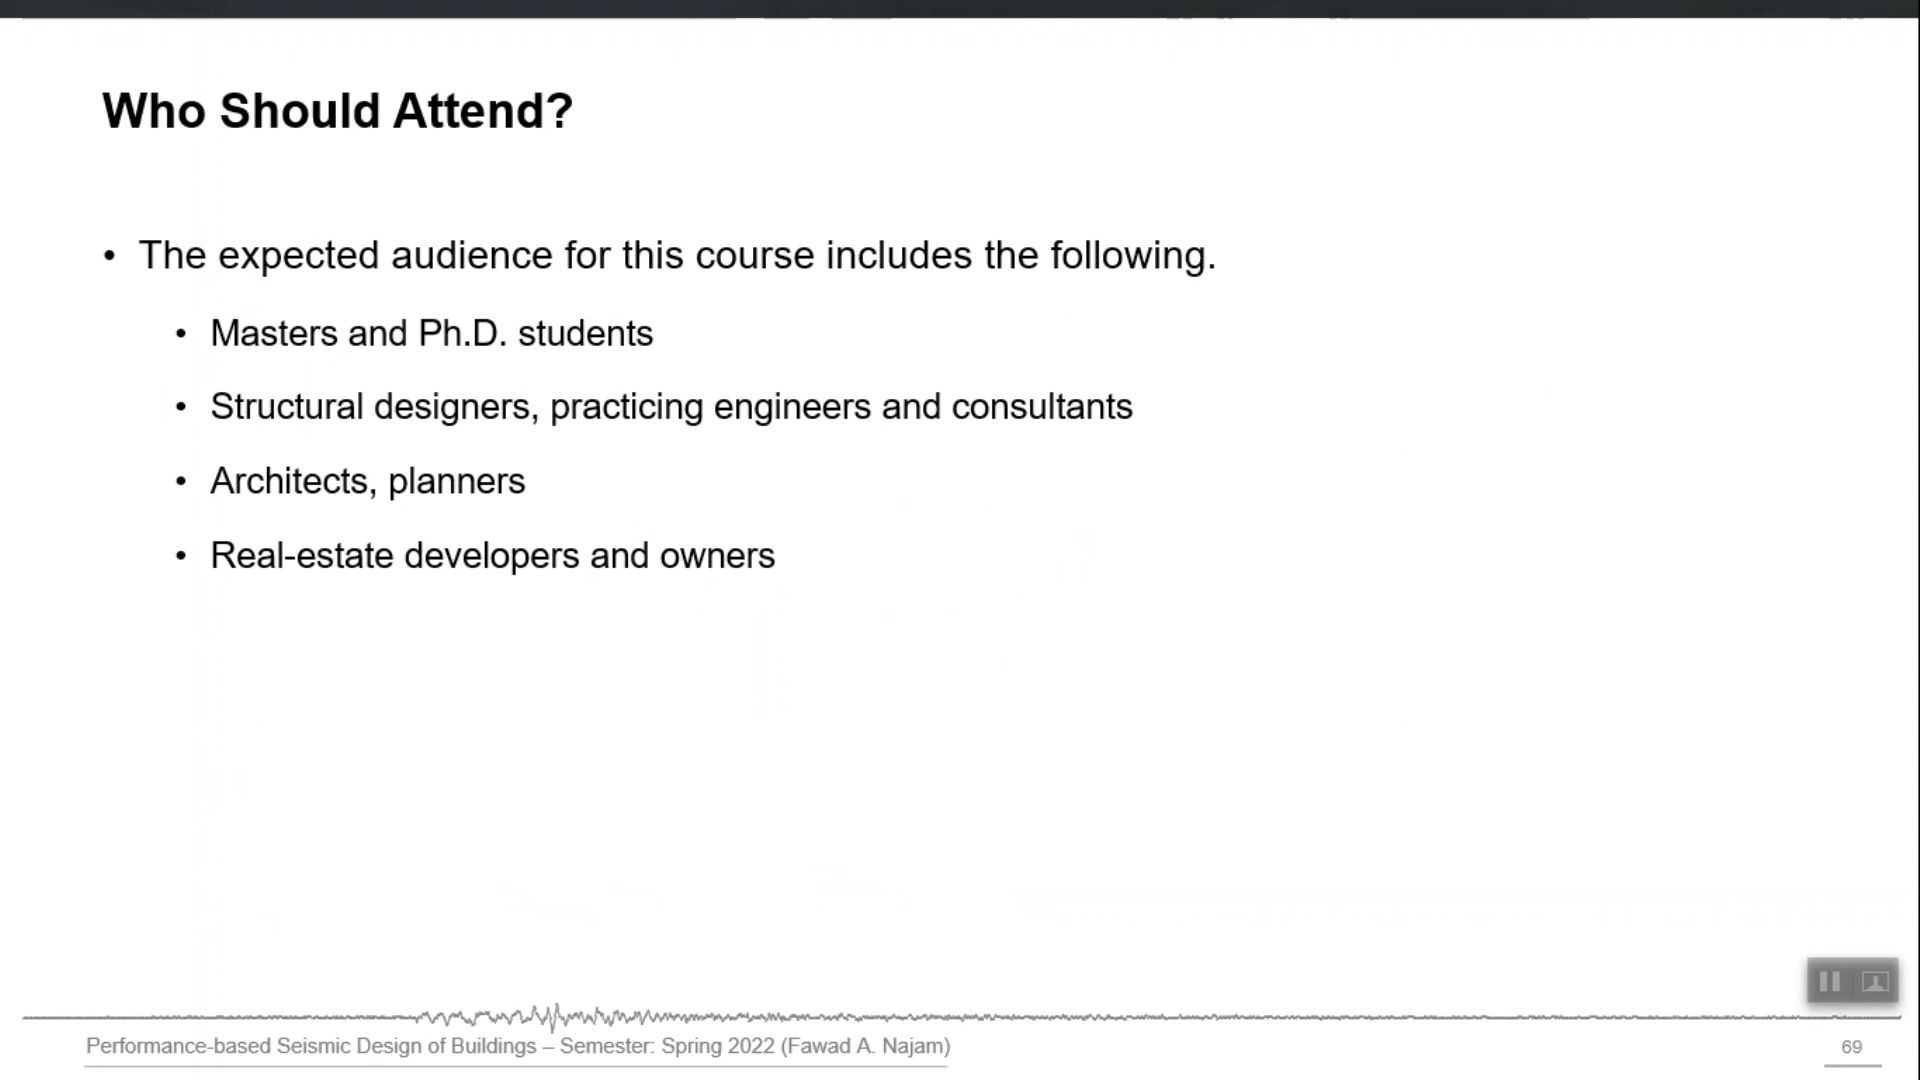 Who Should Attend?
• The expected audience for this course includes the following.
• Masters and Ph.D. students
• Structural designers, practicing engineers and consultants
• Architects, planners
• Real-estate developers and owners
Performance-based Seismic Design of Buildings – Semester: Spring 2022 (Fawad A. Najam)
69